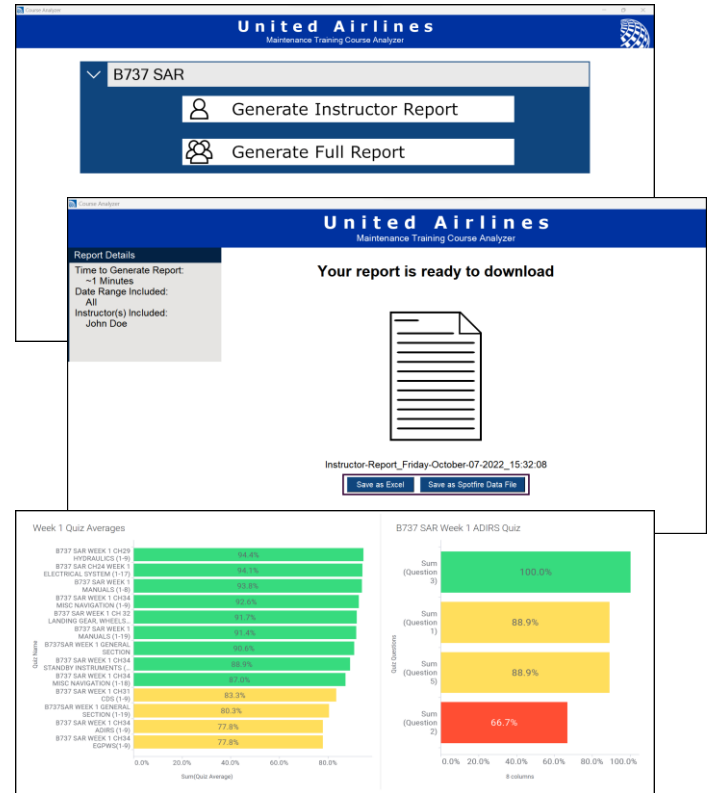 Course Analyzer
United Airlines
Maintenance Training Course Analyzer
B737 SAR
Generate Instructor Report
Generate Full Report
Course Analyzer
United Airlines
Maintenance Training Course Analyzer
Report Details
Time to Generate Report:
~1 Minutes
Date Range Included:
All
Instructor(s) Included:
John Doe
Your report is ready to download
Instructor-Report_Friday-October-07-2022_15:32:08
Save as Excel
Save as Spotfire Data File
Week 1 Quiz Averages
Quiz Name
B737 SAR WEEK 1 CH29
HYDRAULICS (1-9)
94.4%
B737 SAR CH24 WEEK 1
ELECTRICAL SYSTEM (1-17)
94.1%
B737 SAR WEEK 1
MANUALS (1-8)
93.8%
B737 SAR WEEK 1 CH34
MISC NAVIGATION (1-9)
92.6%
B737 SAR WEEK 1 CH 32
LANDING GEAR, WHEELS...
91.7%
B737 SAR WEEK 1
MANUALS (1-19)
91.4%
B737SAR WEEK 1 GENERAL
SECTION
90.6%
B737 SAR WEEK 1 CH34
STANDBY INSTRUMENTS (...
88.9%
B737 SAR WEEK 1 CH34
MISC NAVIGATION (1-18)
87.0%
B737 SAR WEEK 1 CH31
CDS (1-9)
83.3%
B737SAR WEEK 1 GENERAL
SECTION (1-19)
80.3%
B737 SAR WEEK 1 CH34
ADIRS (1-9)
77.8%
B737 SAR WEEK 1 CH34
EGPWS(1-9)
77.8%
0.0% 20.0% 40.0% 60.0% 80.0%
Sum(Quiz Average)
B737 SAR Week 1 ADIRS Quiz
Quiz Questions
Sum
(Question
3)
100.0%
Sum
(Question
1)
88.9%
Sum
(Question
5)
88.9%
Sum
(Question
2)
66.7%
0.0% 20.0% 40.0% 60.0% 80.0% 100.0%
8 columns